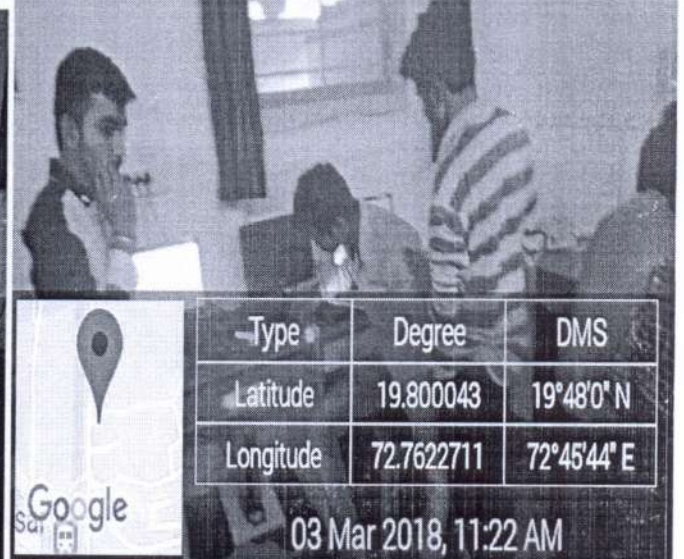 Type Degree DMS
Latitude 19.800043 19°48'0" N
Longitude 72.7622711 72°45'44" E
Google
03 Mar 2018, 11:22 AM